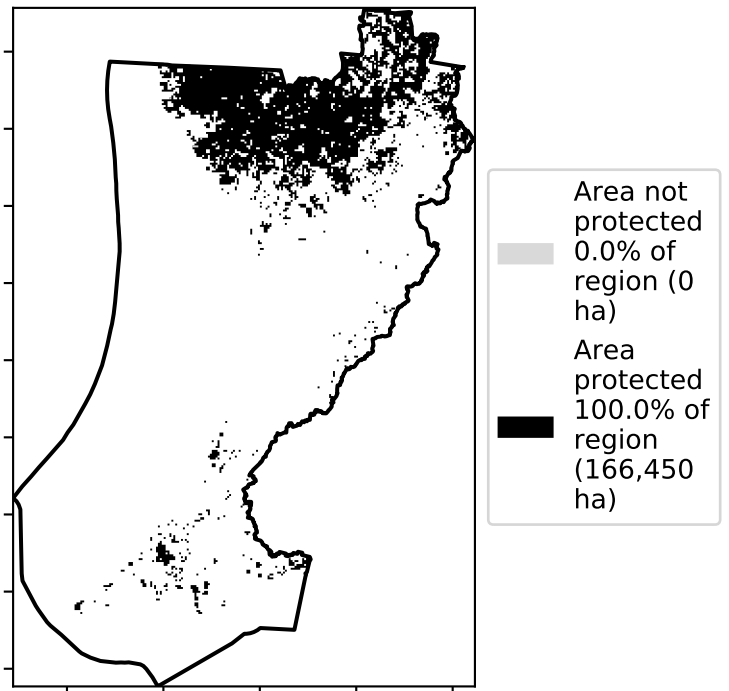 Area not
protected
0.0% of
region (0
ha)
Area
protected
100.0% of
region
(166,450
ha)